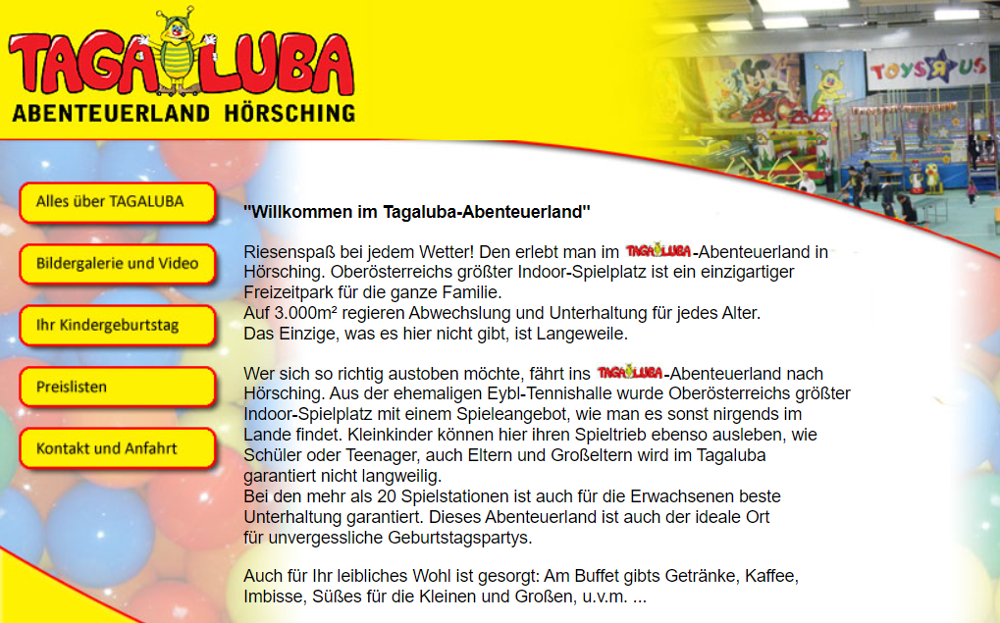 TAGALUBA
ABENTEUERLAND HÖRSCHING
TOYS R US
Alles über TAGALUBA
Bildergalerie und Video
Ihr Kindergeburtstag
Preislisten
Kontakt und Anfahrt
"Willkommen im Tagaluba-Abenteuerland"
Riesenspaß bei jedem Wetter! Den erlebt man im TAGALUBA-Abenteuerland in
Hörsching. Oberösterreichs größter Indoor-Spielplatz ist ein einzigartiger
Freizeitpark für die ganze Familie.
Auf 3.000m² regieren Abwechslung und Unterhaltung für jedes Alter.
Das Einzige, was es hier nicht gibt, ist Langeweile.
Wer sich so richtig austoben möchte, fährt ins TAGALUBA-Abenteuerland nach
Hörsching. Aus der ehemaligen Eybl-Tennishalle wurde Oberösterreichs größter
Indoor-Spielplatz mit einem Spieleangebot, wie man es sonst nirgends im
Lande findet. Kleinkinder können hier ihren Spieltrieb ebenso ausleben, wie
Schüler oder Teenager, auch Eltern und Großeltern wird im Tagaluba
garantiert nicht langweilig.
Bei den mehr als 20 Spielstationen ist auch für die Erwachsenen beste
Unterhaltung garantiert. Dieses Abenteuerland ist auch der ideale Ort
für unvergessliche Geburtstagspartys.
Auch für Ihr leibliches Wohl ist gesorgt: Am Buffet gibts Getränke, Kaffee,
Imbisse, Süßes für die Kleinen und Großen, u.v.m. ...